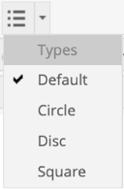 Types
Default
Circle
Disc
Square